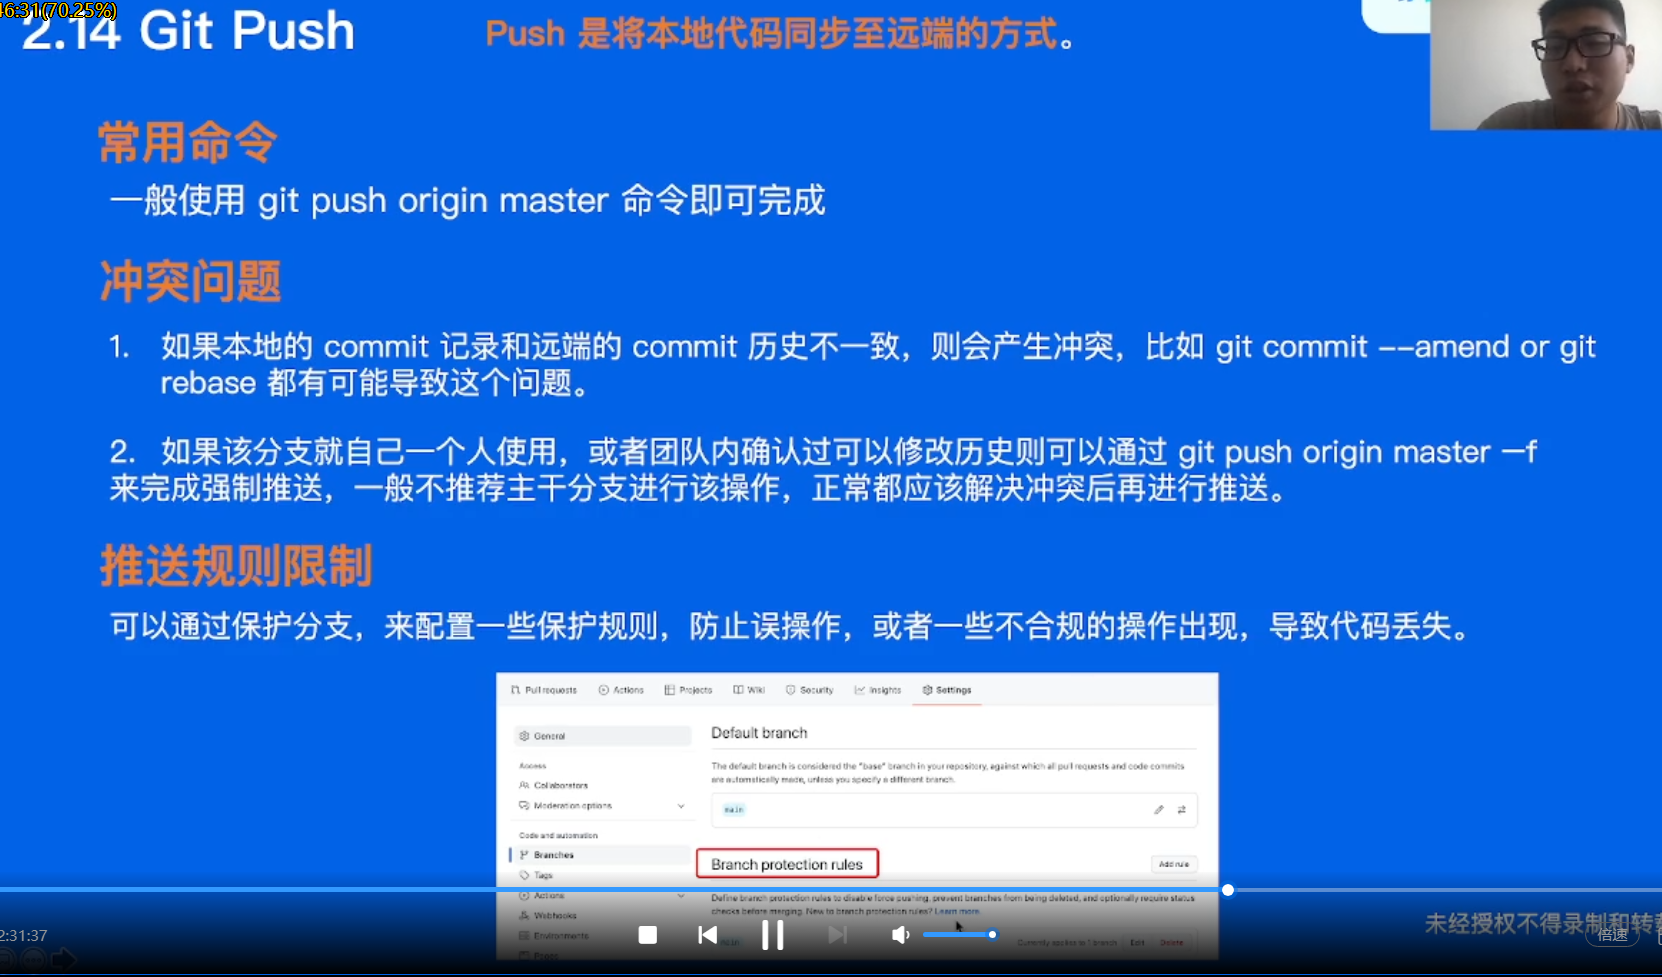 46:31(70.25%)
2.14 Git Push
Push 是将本地代码同步至远端的方式。
常用命令
一般使用 git push origin master 命令即可完成
冲突问题
1. 如果本地的 commit 记录和远端的 commit 历史不一致，则会产生冲突，比如 git commit --amend or git
rebase 都有可能导致这个问题。
2. 如果该分支就自己一个人使用，或者团队内确认过可以修改历史则可以通过 git push origin master -f
来完成强制推送，一般不推荐主干分支进行该操作，正常都应该解决冲突后再进行推送。
推送规则限制
可以通过保护分支，来配置一些保护规则，防止误操作，或者一些不合规的操作出现，导致代码丢失。
Pull requests Actions Projects Wiki Security Insights Settings
General
Access
Collaborators
Moderation options
Code and automation
Branches
Tags
Actions
Webhooks
Environments
Pages
Default branch
The default branch is considered the "base" branch in your repository, against which all pull requests and code commits
are automatically made, unless you specify a different branch.
main
Branch protection rules
Add rule
Define branch protection rules to disable force pushing, prevent branches from being deleted, and optionally require status
checks before merging. New to branch protection rules? Learn more.
main
Currently applies to 1 branch Edit Delete
2:31:37
未经授权不得录制和转载
倍速